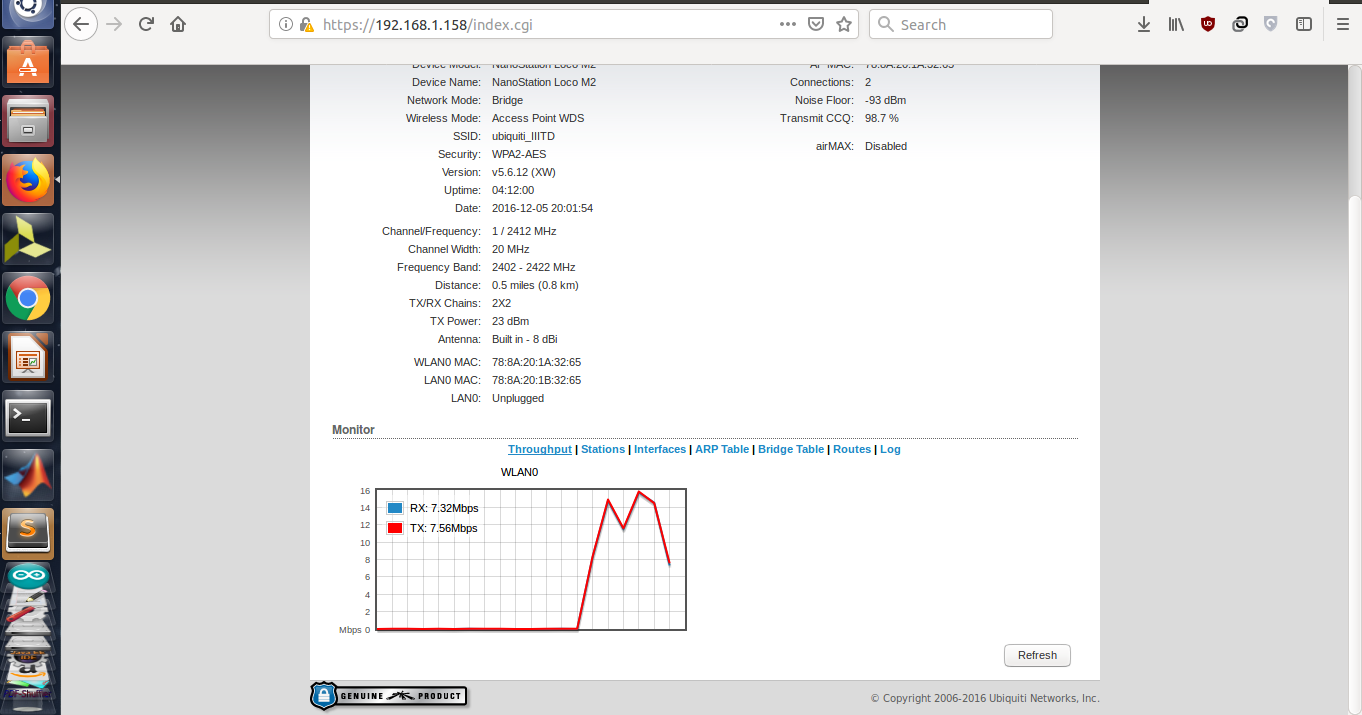 https://192.168.1.158/index.cgi
Search
Device Model: NanoStation Loco M2
AP MAC: 78:8A:20:1A:32:65
Device Name: NanoStation Loco M2
Connections: 2
Network Mode: Bridge
Noise Floor: -93 dBm
Wireless Mode: Access Point WDS
Transmit CCQ: 98.7 %
SSID: ubiquiti_IIITD
airMAX: Disabled
Security: WPA2-AES
Version: v5.6.12 (XW)
Uptime: 04:12:00
Date: 2016-12-05 20:01:54
Channel/Frequency: 1 / 2412 MHz
Channel Width: 20 MHz
Frequency Band: 2402 - 2422 MHz
Distance: 0.5 miles (0.8 km)
TX/RX Chains: 2X2
TX Power: 23 dBm
Antenna: Built in - 8 dBi
WLAN0 MAC: 78:8A:20:1A:32:65
LAN0 MAC: 78:8A:20:1B:32:65
LAN0: Unplugged
Monitor
Throughput | Stations | Interfaces | ARP Table | Bridge Table | Routes | Log
WLAN0
16
14
12
10
8
6
4
2
Mbps 0
RX: 7.32Mbps
TX: 7.56Mbps
Refresh
GENUINE PRODUCT
© Copyright 2006-2016 Ubiquiti Networks, Inc.